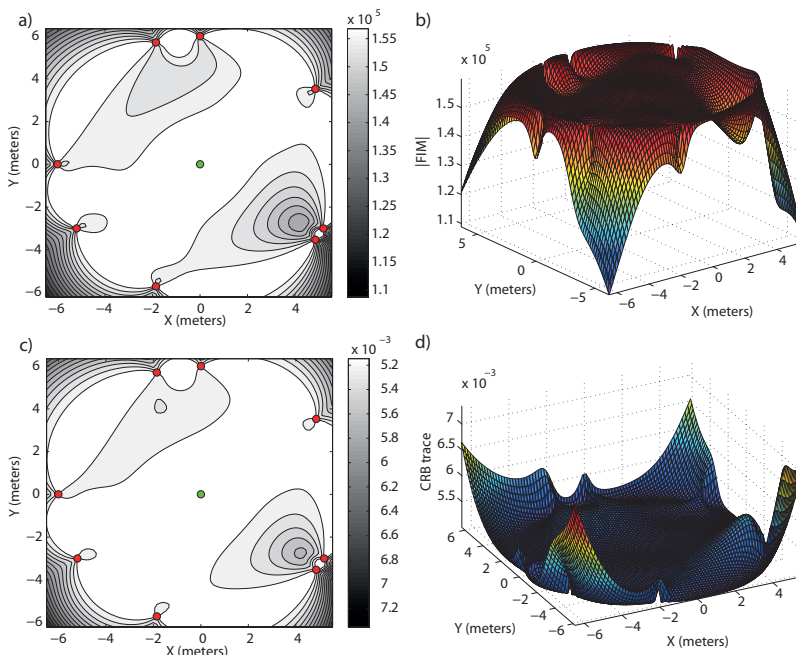 a)
x 10^5
6
4
2
0
−2
−4
−6
−6 −4 −2 0 2 4
X (meters)
Y (meters)
1.55
1.5
1.45
1.4
1.35
1.3
1.25
1.2
1.15
1.1
b)
x 10^5
1.5
1.4
1.3
1.2
1.1
|FIM|
5
0
−5
Y (meters)
−6 −4 −2 0 2 4
X (meters)
c)
x 10^−3
6
4
2
0
−2
−4
−6
−6 −4 −2 0 2 4
X (meters)
Y (meters)
5.2
5.4
5.6
5.8
6
6.2
6.4
6.6
6.8
7
7.2
d)
x 10^−3
7
6.5
6
5.5
CRB trace
6
4
2
0
−2
−4
−6
Y (meters)
−6 −4 −2 0 2 4
X (meters)